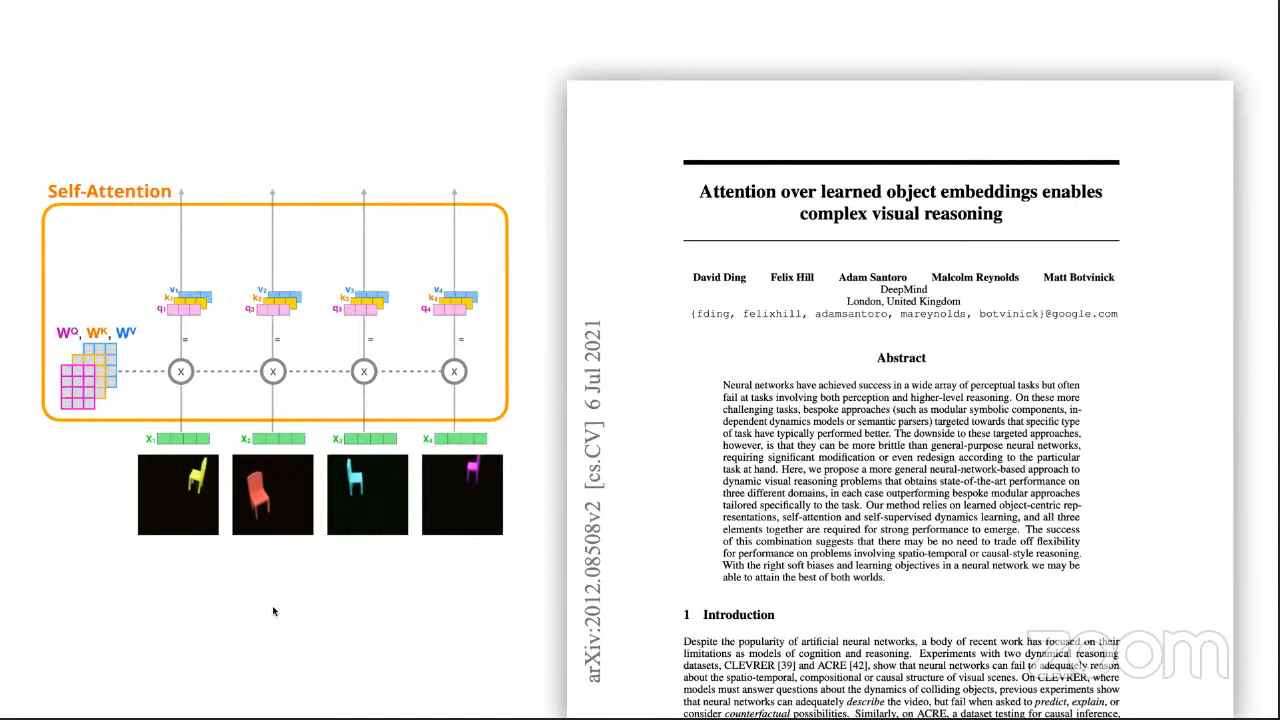 Self-Attention
v₁ v₂ v₃ v₄
k₁ k₂ k₃ k₄
q₁ q₂ q₃ q₄
W^Q, W^K, W^V
= = = =
x x x x
X₁ X₂ X₃ X₄
arXiv:2012.08508v2 [cs.CV] 6 Jul 2021
Attention over learned object embeddings enables
complex visual reasoning
David Ding Felix Hill Adam Santoro Malcolm Reynolds Matt Botvinick
DeepMind
London, United Kingdom
{fding, felixhill, adamsantoro, mareynolds, botvinick}@google.com
Abstract
Neural networks have achieved success in a wide array of perceptual tasks but often
fail at tasks involving both perception and higher-level reasoning. On these more
challenging tasks, bespoke approaches (such as modular symbolic components, in-
dependent dynamics models or semantic parsers) targeted towards that specific type
of task have typically performed better. The downside to these targeted approaches,
however, is that they can be more brittle than general-purpose neural networks,
requiring significant modification or even redesign according to the particular
task at hand. Here, we propose a more general neural-network-based approach to
dynamic visual reasoning problems that obtains state-of-the-art performance on
three different domains, in each case outperforming bespoke modular approaches
tailored specifically to the task. Our method relies on learned object-centric rep-
resentations, self-attention and self-supervised dynamics learning, and all three
elements together are required for strong performance to emerge. The success
of this combination suggests that there may be no need to trade off flexibility
for performance on problems involving spatio-temporal or causal-style reasoning.
With the right soft biases and learning objectives in a neural network we may be
able to attain the best of both worlds.
1 Introduction
Despite the popularity of artificial neural networks, a body of recent work has focused on their
limitations as models of cognition and reasoning. Experiments with two dynamical reasoning
datasets, CLEVRER [39] and ACRE [42], show that neural networks can fail to adequately reason
about the spatio-temporal, compositional or causal structure of visual scenes. On CLEVRER, where
models must answer questions about the dynamics of colliding objects, previous experiments show
that neural networks can adequately describe the video, but fail when asked to predict, explain, or
consider counterfactual possibilities. Similarly, on ACRE, a dataset testing for causal inference,
zoom